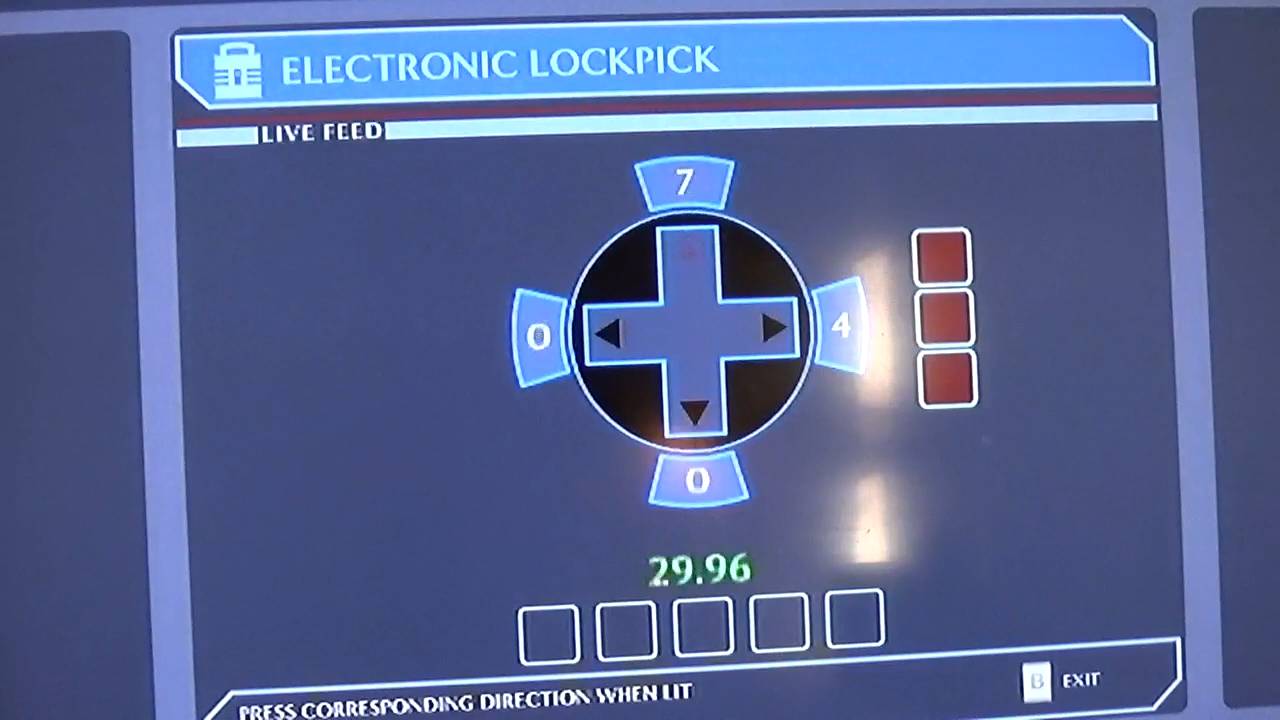 ELECTRONIC LOCKPICK
LIVE FEED
7
0
4
0
29.96
PRESS CORRESPONDING DIRECTION WHEN LIT
B EXIT